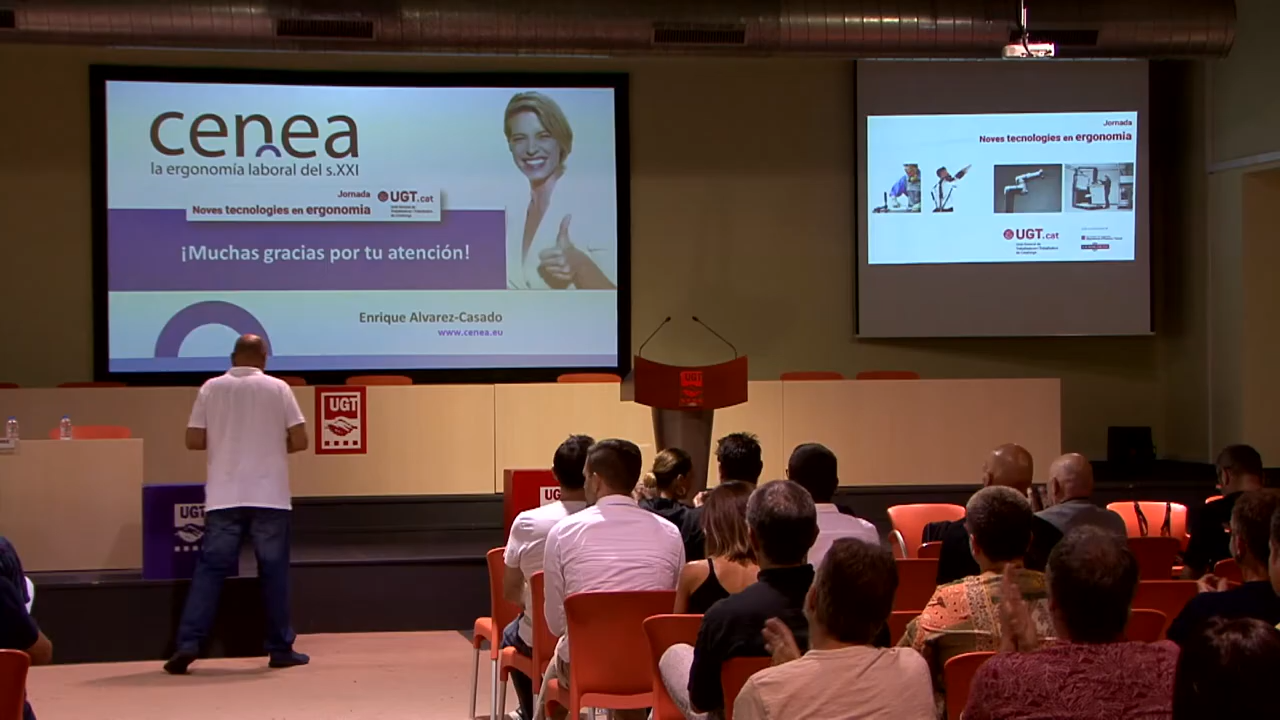 cenea
la ergonomía laboral del s.XXI
Jornada
Noves tecnologies en ergonomia
UGT.cat
¡Muchas gracias por tu atención!
Enrique Alvarez-Casado
www.cenea.eu
Jornada
Noves tecnologies en ergonomia
UGT.cat
UGT
UGT
UGT
UG